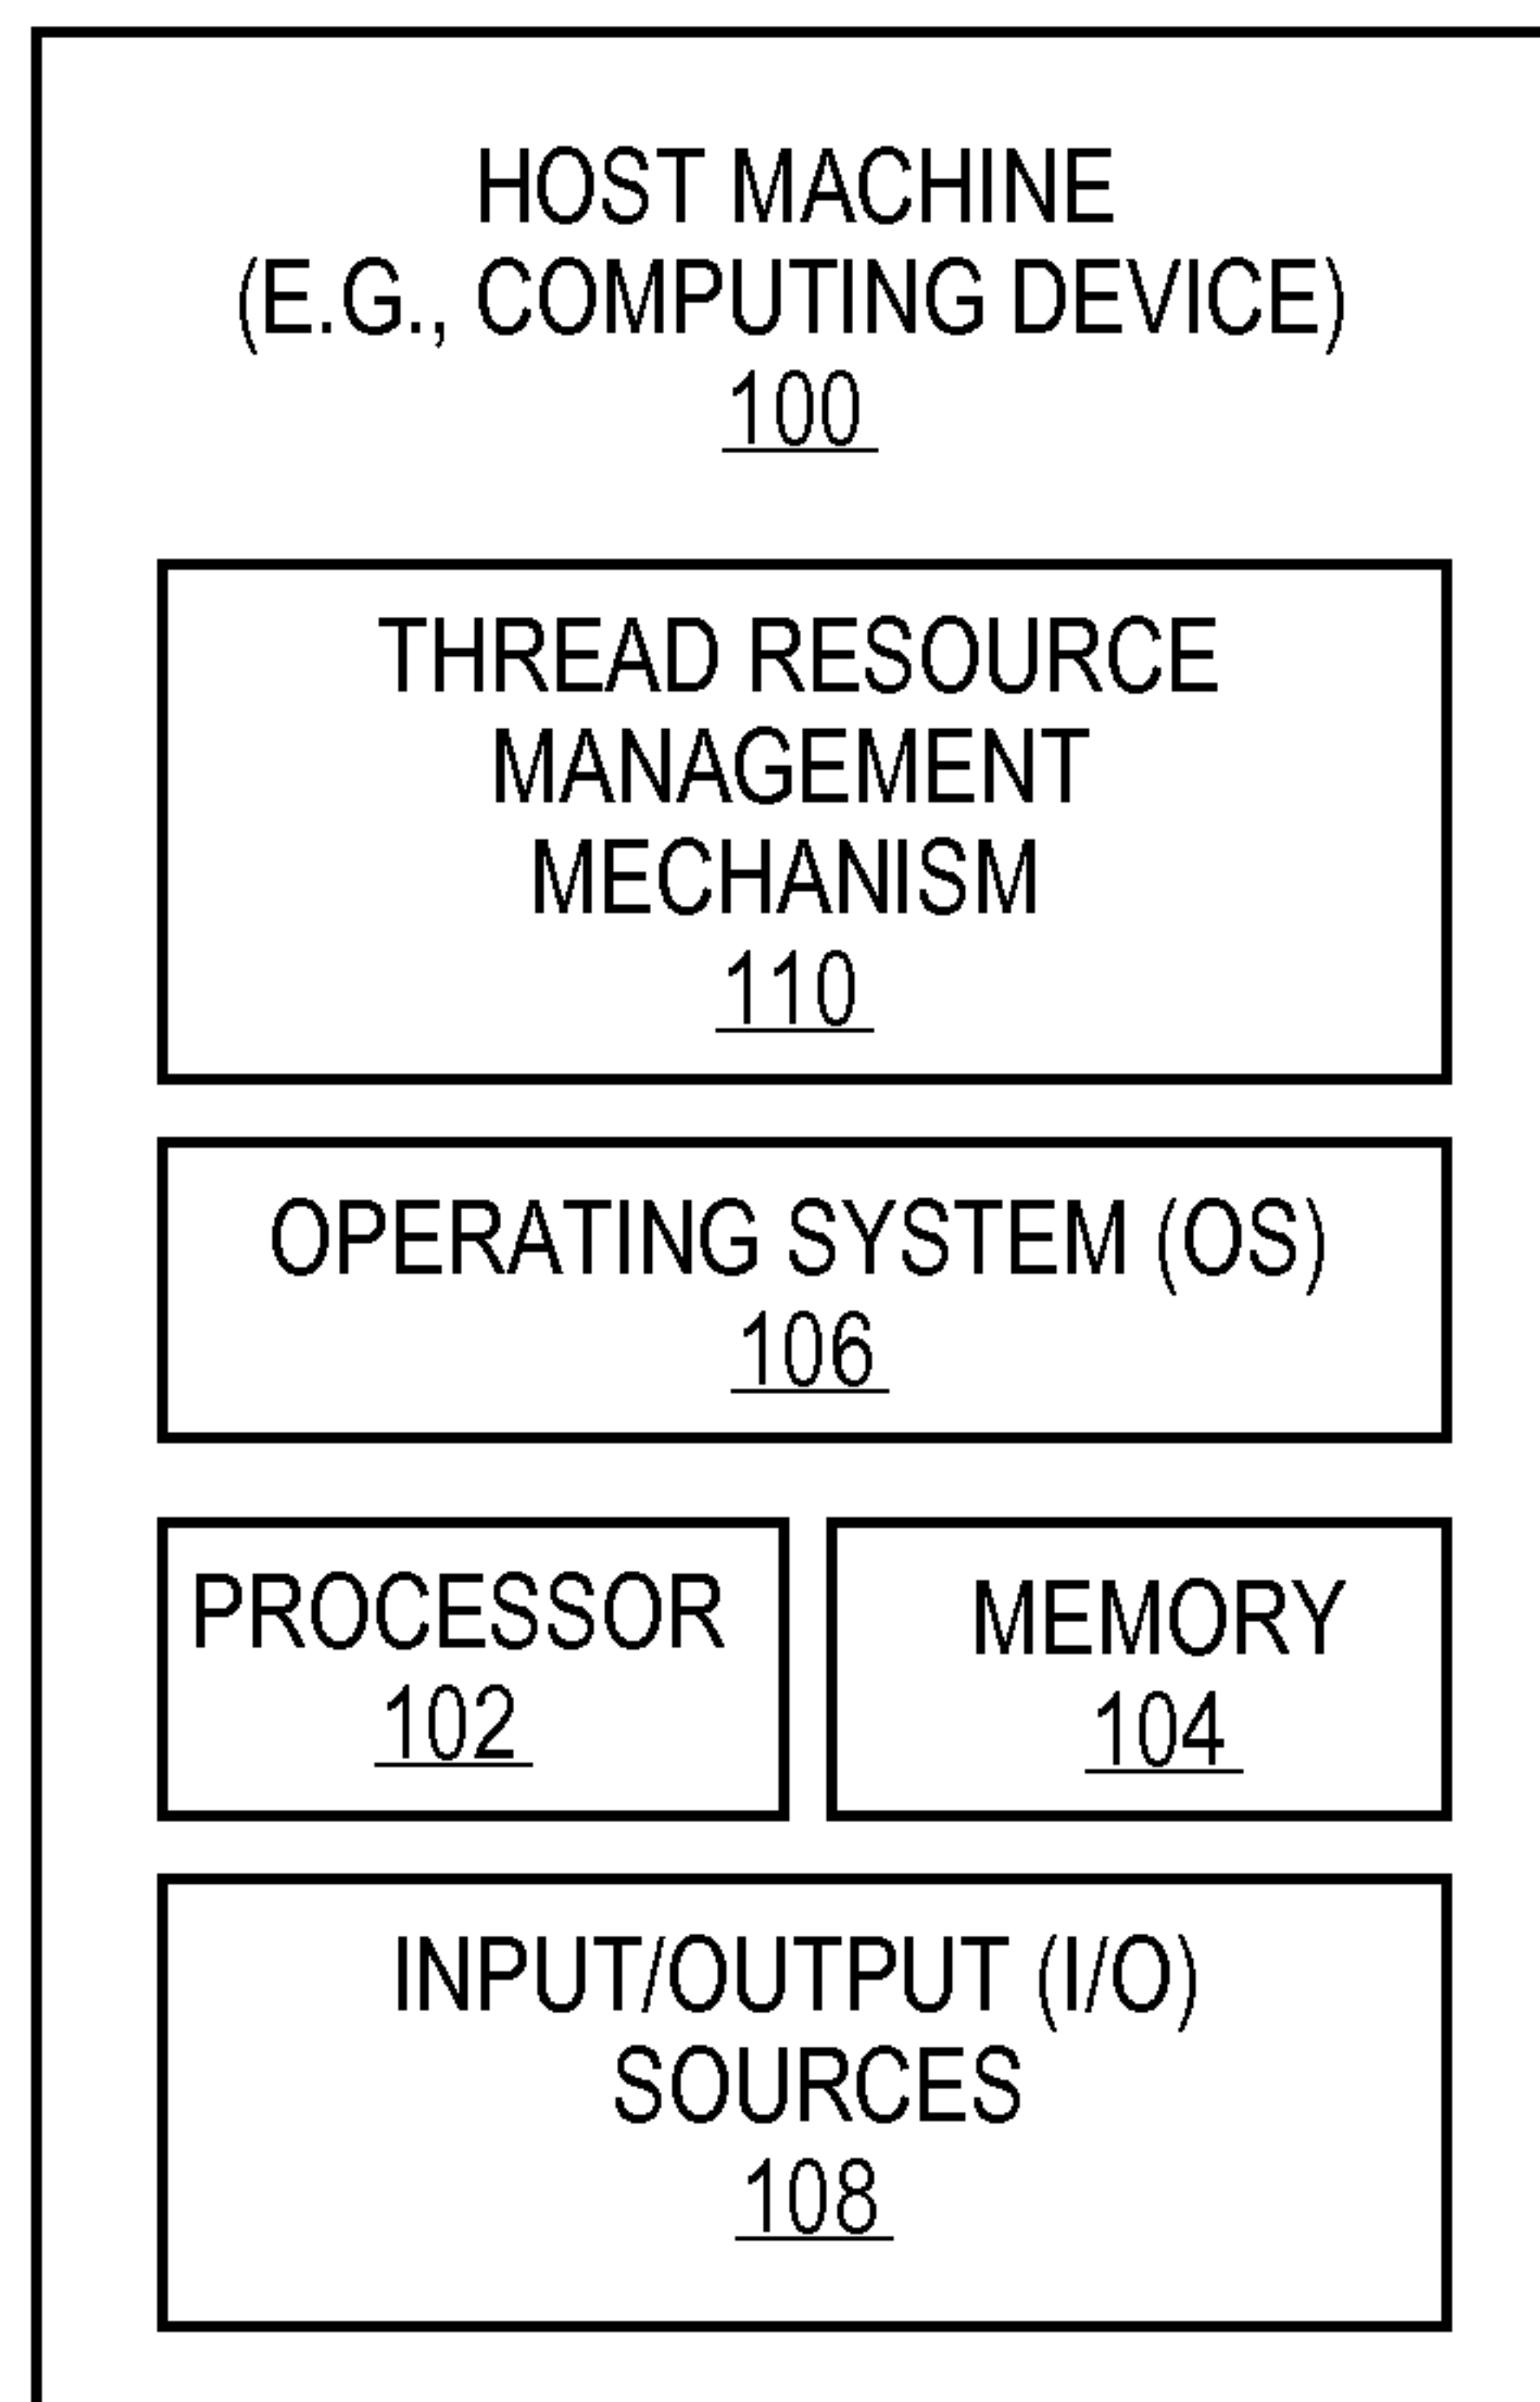 HOST MACHINE
(E.G., COMPUTING DEVICE)
100
THREAD RESOURCE
MANAGEMENT
MECHANISM
110
OPERATING SYSTEM (OS)
106
PROCESSOR
102
MEMORY
104
INPUT/OUTPUT (I/O)
SOURCES
108